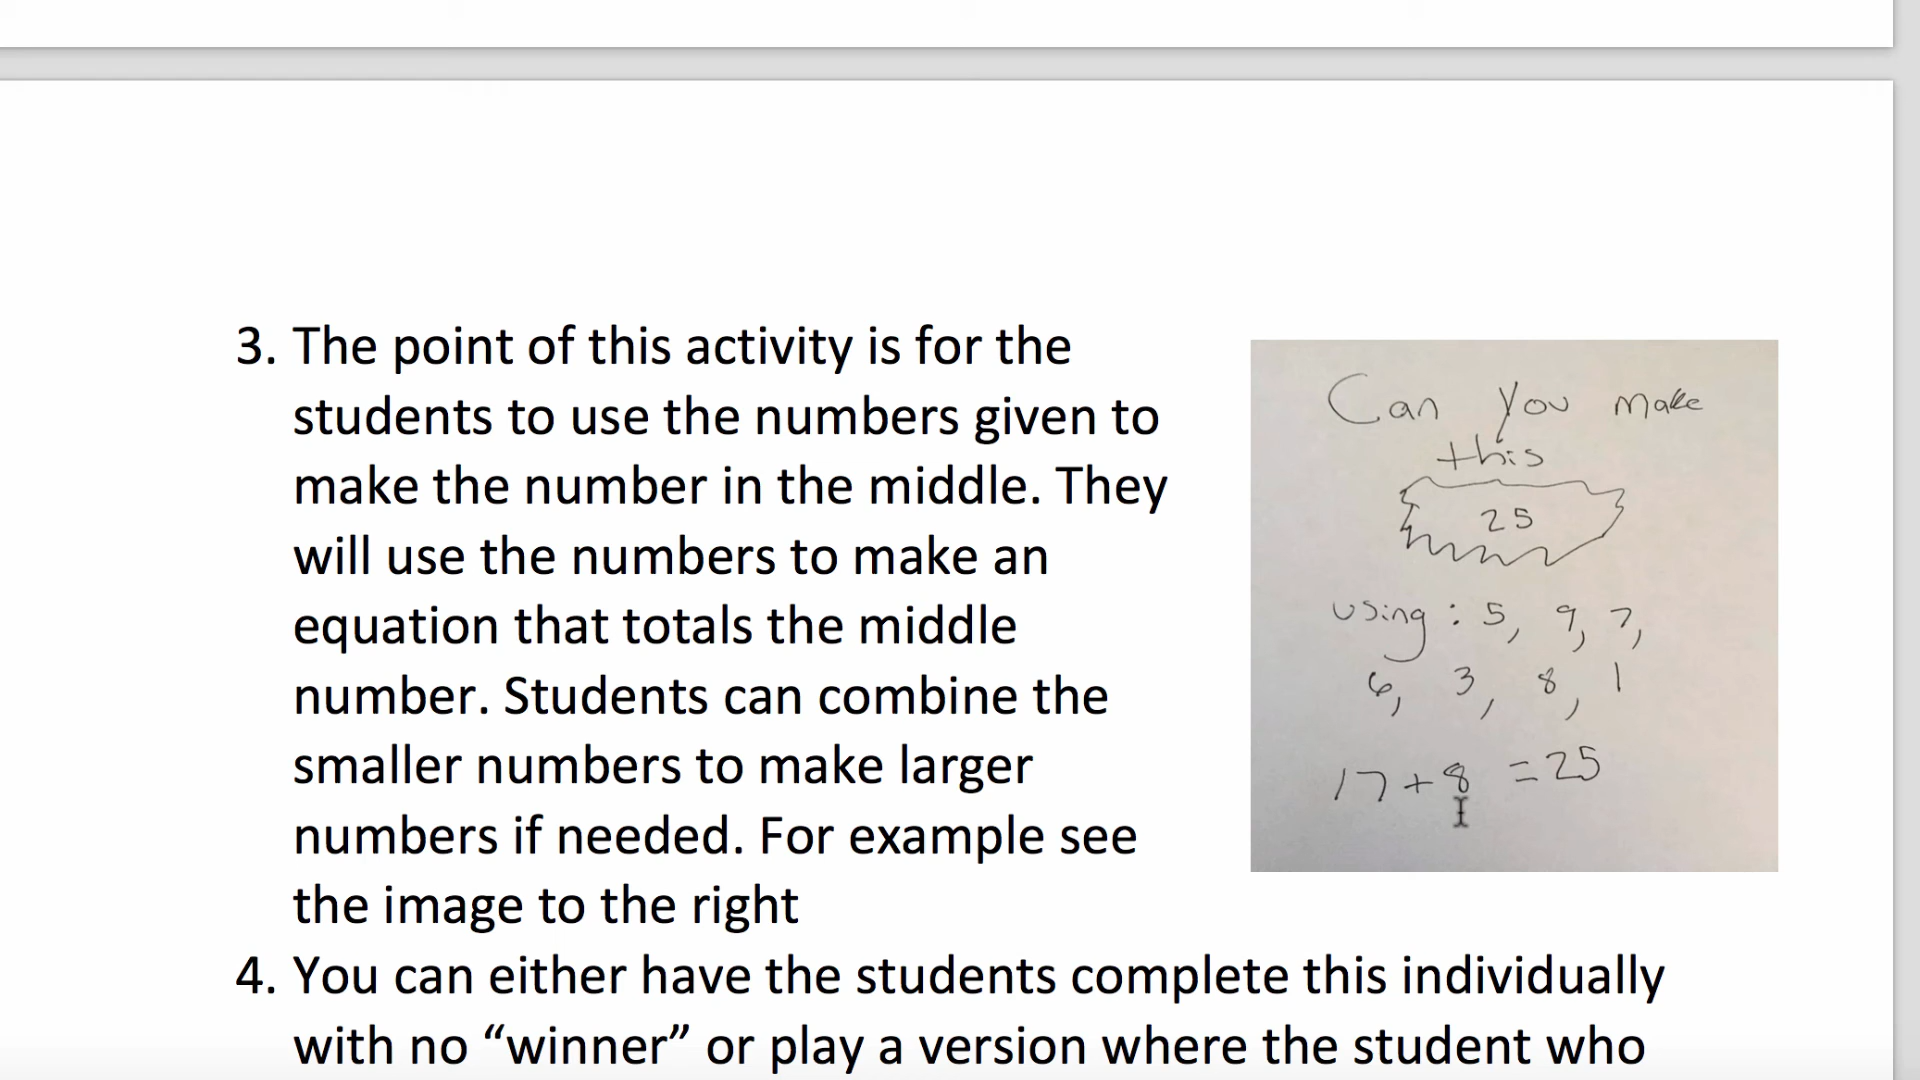 3. The point of this activity is for the
students to use the numbers given to
make the number in the middle. They
will use the numbers to make an
equation that totals the middle
number. Students can combine the
smaller numbers to make larger
numbers if needed. For example see
the image to the right
Can you make
this
25
using: 5, 9, 7,
6, 3, 8, 1
17+8 =25
4. You can either have the students complete this individually
with no “winner” or play a version where the student who